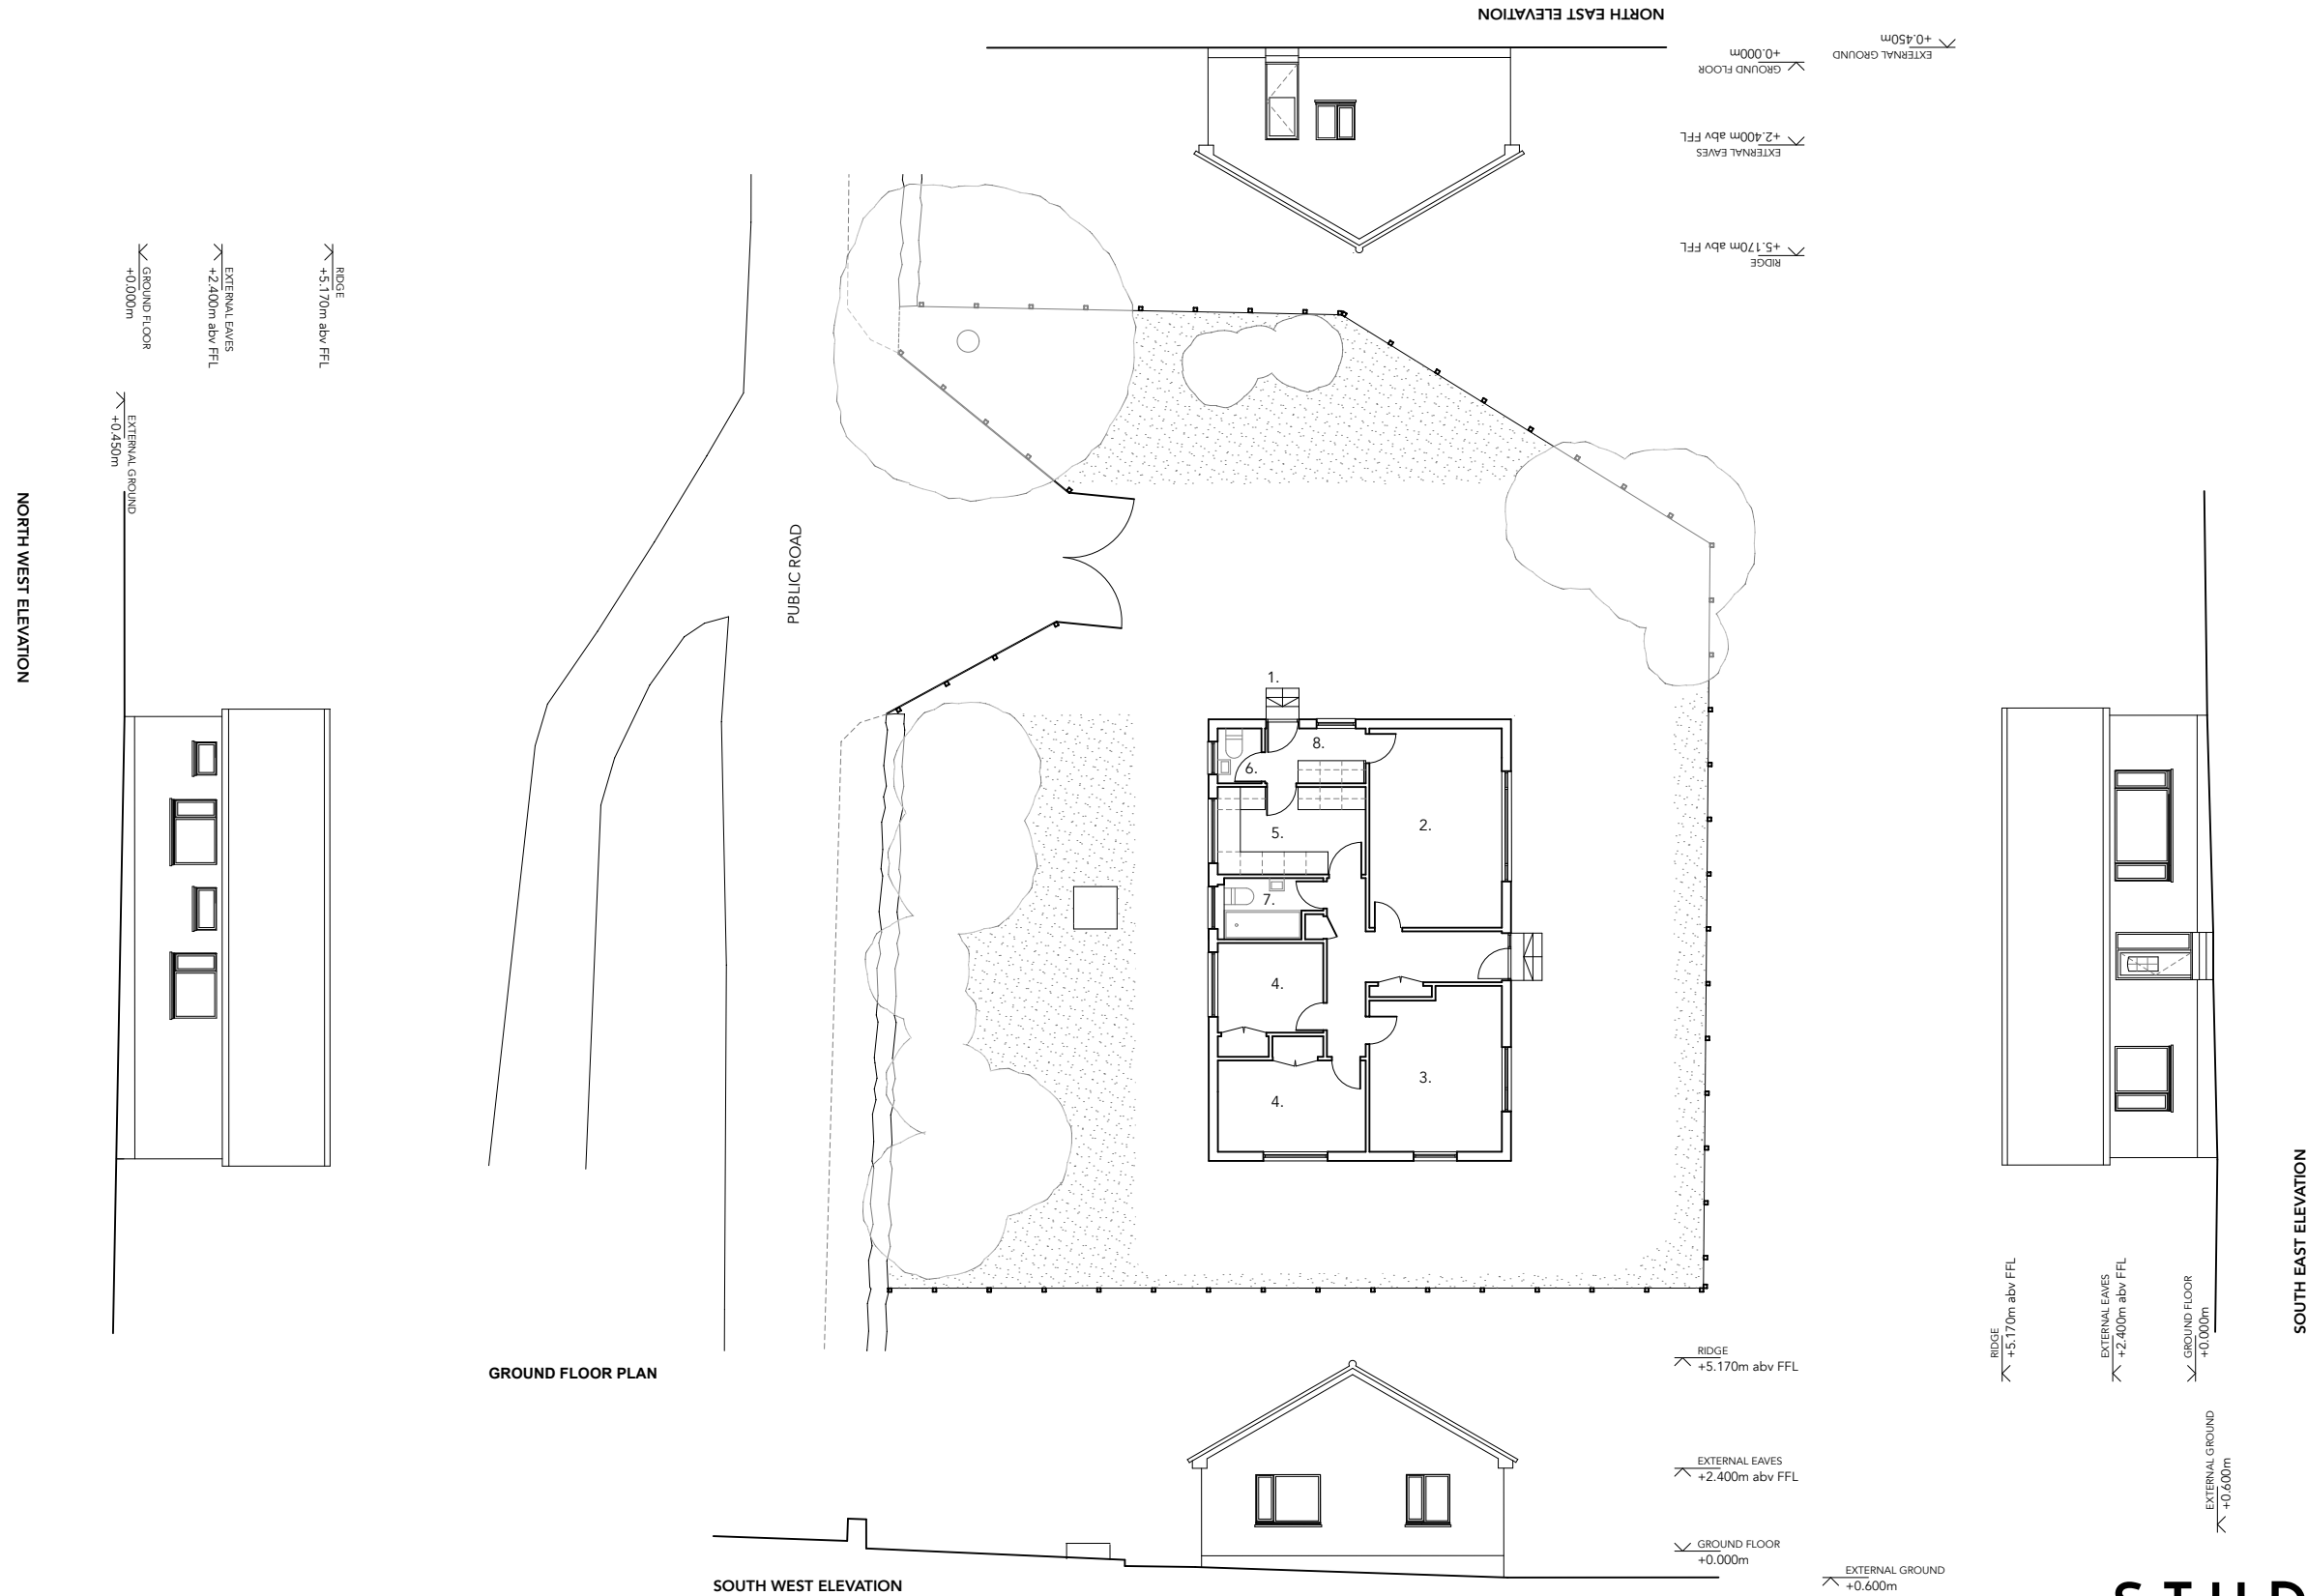 NORTH EAST ELEVATION
EXTERNAL GROUND
+0.450m
GROUND FLOOR
+0.000m
EXTERNAL EAVES
+2.400m abv FFL
RIDGE
+5.170m abv FFL
NORTH WEST ELEVATION
GROUND FLOOR
+0.000m
EXTERNAL EAVES
+2.400m abv FFL
RIDGE
+5.170m abv FFL
EXTERNAL GROUND
+0.450m
PUBLIC ROAD
1.
8.
6.
2.
5.
7.
4.
3.
4.
GROUND FLOOR PLAN
SOUTH EAST ELEVATION
RIDGE
+5.170m abv FFL
EXTERNAL EAVES
+2.400m abv FFL
GROUND FLOOR
+0.000m
EXTERNAL GROUND
+0.600m
RIDGE
+5.170m abv FFL
EXTERNAL EAVES
+2.400m abv FFL
GROUND FLOOR
+0.000m
EXTERNAL GROUND
+0.600m
SOUTH WEST ELEVATION